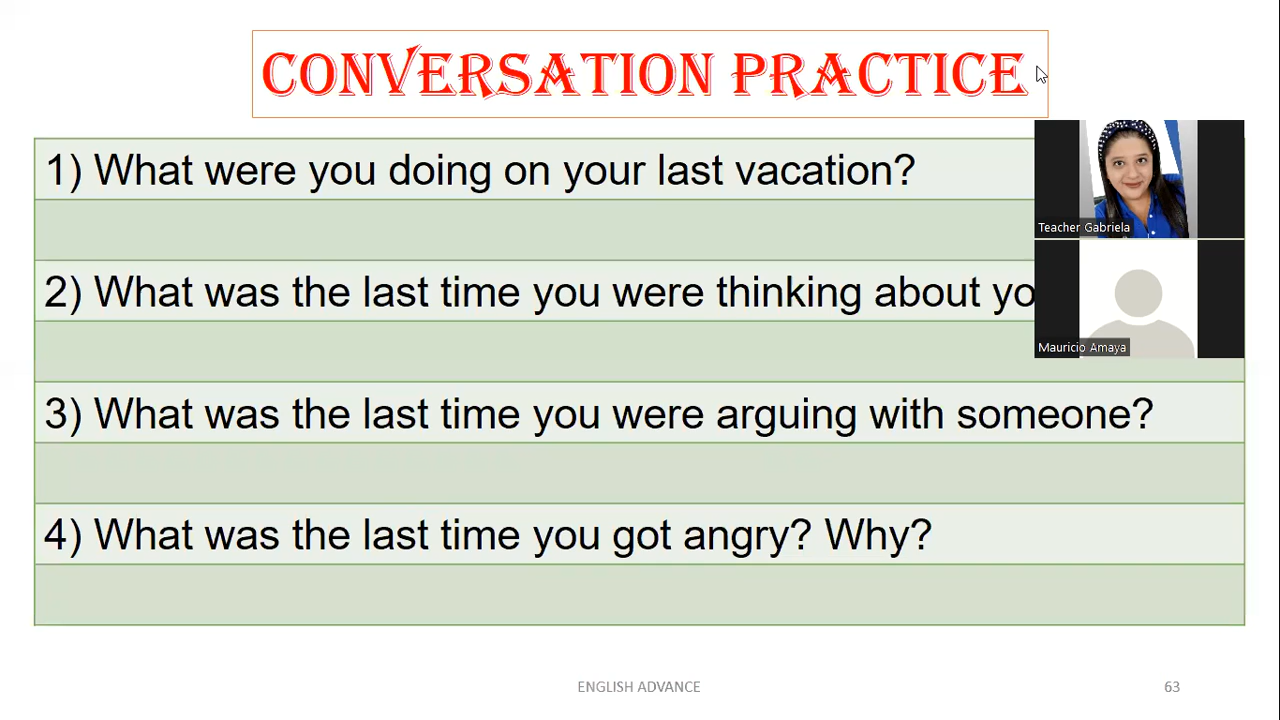 CONVERSATION PRACTICE
1) What were you doing on your last vacation?
Teacher Gabriela
2) What was the last time you were thinking about
Mauricio Amaya
3) What was the last time you were arguing with someone?
4) What was the last time you got angry? Why?
ENGLISH ADVANCE
63